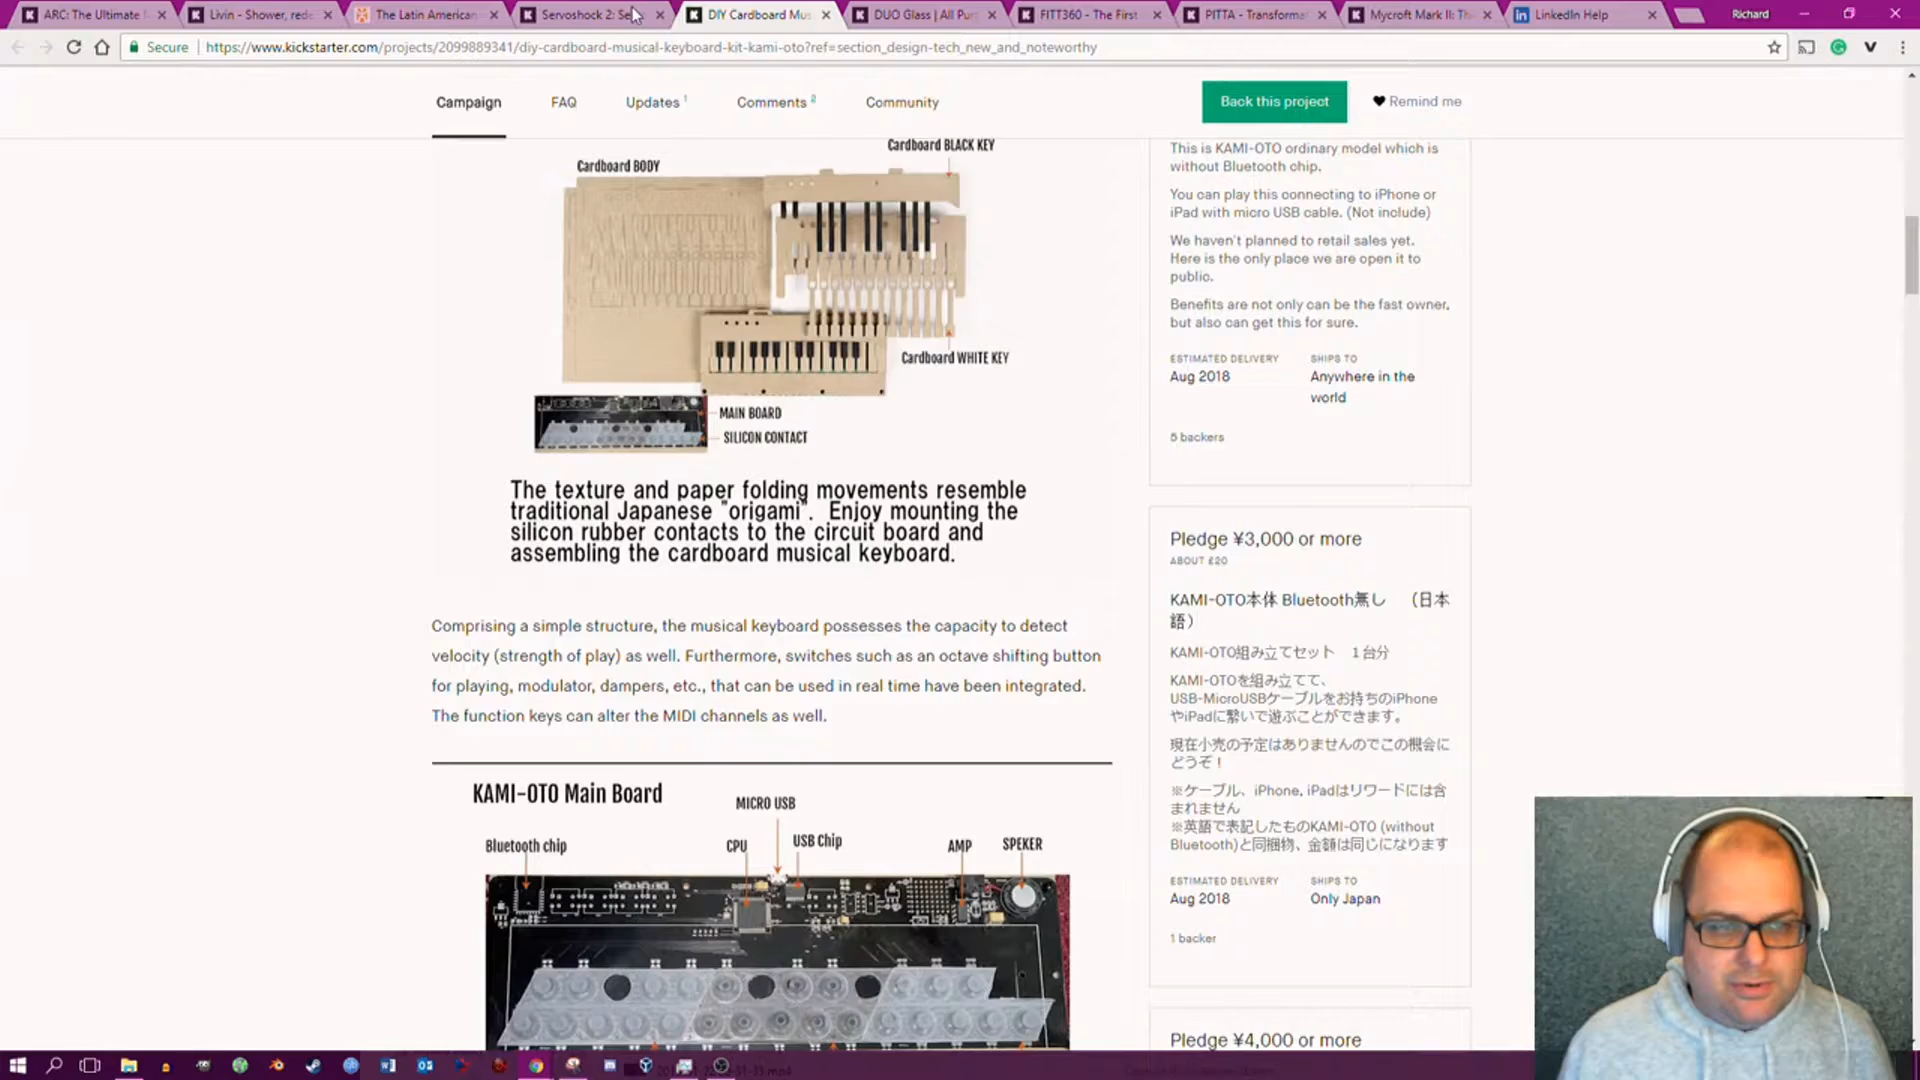 ARC: The Ultimate
Livin - Shower, rede
The Latin American
Servoshock 2: Se
DIY Cardboard Mus
DUO Glass | All Pur
FITT360 - The First
PITTA - Transforma
Mycroft Mark II: The
LinkedIn Help
Richard
Secure
https://www.kickstarter.com/projects/2099889341/diy-cardboard-musical-keyboard-kit-kami-oto?ref=section_design-tech_new_and_noteworthy
Campaign
FAQ
Updates 1
Comments 2
Community
Back this project
Remind me
Cardboard BLACK KEY
Cardboard BODY
Cardboard WHITE KEY
MAIN BOARD
SILICON CONTACT
The texture and paper folding movements resemble
traditional Japanese "origami". Enjoy mounting the
silicon rubber contacts to the circuit board and
assembling the cardboard musical keyboard.
Comprising a simple structure, the musical keyboard possesses the capacity to detect
velocity (strength of play) as well. Furthermore, switches such as an octave shifting button
for playing, modulator, dampers, etc., that can be used in real time have been integrated.
The function keys can alter the MIDI channels as well.
KAMI-OTO Main Board
MICRO USB
Bluetooth chip
CPU
USB Chip
AMP
SPEKER
This is KAMI-OTO ordinary model which is
without Bluetooth chip.
You can play this connecting to iPhone or
iPad with micro USB cable. (Not include)
We haven't planned to retail sales yet.
Here is the only place we are open it to
public.
Benefits are not only can be the fast owner,
but also can get this for sure.
ESTIMATED DELIVERY
Aug 2018
SHIPS TO
Anywhere in the
world
5 backers
Pledge ¥3,000 or more
ABOUT £20
KAMI-OTO本体 Bluetooth無し （日本
語）
KAMI-OTO組み立てセット １台分
KAMI-OTOを組み立てて、
USB-MicroUSBケーブルをお持ちのiPhone
やiPadに繋いで遊ぶことができます。
現在小売の予定はありませんのでこの機会に
どうぞ！
※ケーブル、iPhone, iPadはリワードには含
まれません
※英語で表記したものKAMI-OTO (without
Bluetooth)と同梱物、金額は同じになります
ESTIMATED DELIVERY
Aug 2018
SHIPS TO
Only Japan
1 backer
Pledge ¥4,000 or more